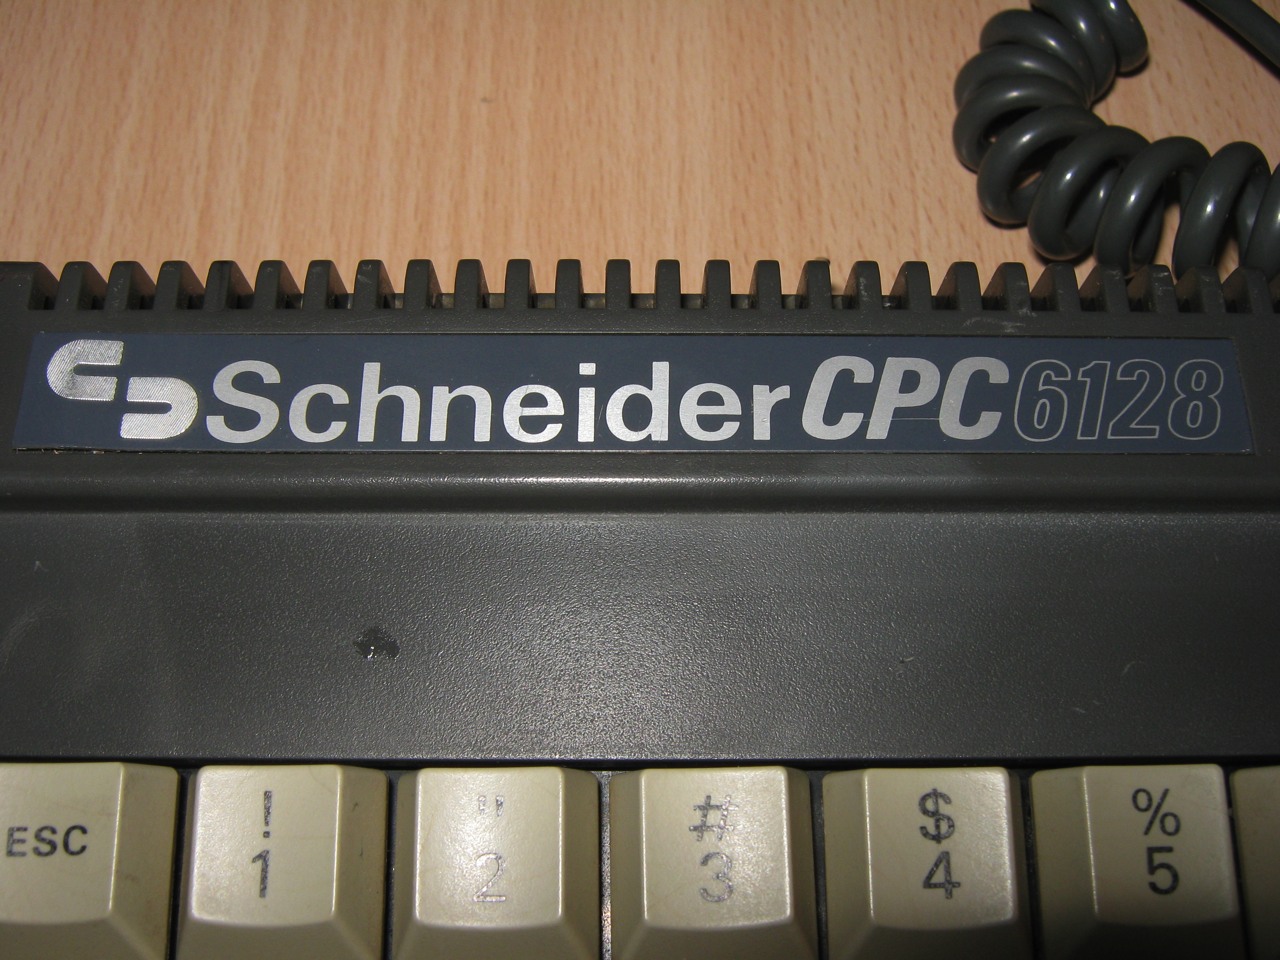 Schneider CPC 6128
! " # $ %
ESC 1 2 3 4 5